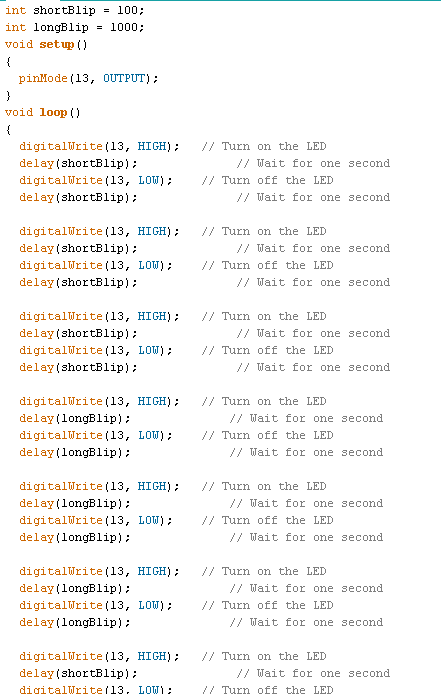 int shortBlip = 100;
int longBlip = 1000;
void setup()
{
  pinMode(13, OUTPUT);
}
void loop()
{
  digitalWrite(13, HIGH);   // Turn on the LED
  delay(shortBlip);              // Wait for one second
  digitalWrite(13, LOW);    // Turn off the LED
  delay(shortBlip);              // Wait for one second

  digitalWrite(13, HIGH);   // Turn on the LED
  delay(shortBlip);              // Wait for one second
  digitalWrite(13, LOW);    // Turn off the LED
  delay(shortBlip);              // Wait for one second

  digitalWrite(13, HIGH);   // Turn on the LED
  delay(shortBlip);              // Wait for one second
  digitalWrite(13, LOW);    // Turn off the LED
  delay(shortBlip);              // Wait for one second

  digitalWrite(13, HIGH);   // Turn on the LED
  delay(longBlip);              // Wait for one second
  digitalWrite(13, LOW);    // Turn off the LED
  delay(longBlip);              // Wait for one second

  digitalWrite(13, HIGH);   // Turn on the LED
  delay(longBlip);              // Wait for one second
  digitalWrite(13, LOW);    // Turn off the LED
  delay(longBlip);              // Wait for one second

  digitalWrite(13, HIGH);   // Turn on the LED
  delay(longBlip);              // Wait for one second
  digitalWrite(13, LOW);    // Turn off the LED
  delay(longBlip);              // Wait for one second

  digitalWrite(13, HIGH);   // Turn on the LED
  delay(shortBlip);              // Wait for one second
  digitalWrite(13, LOW);    // Turn off the LED